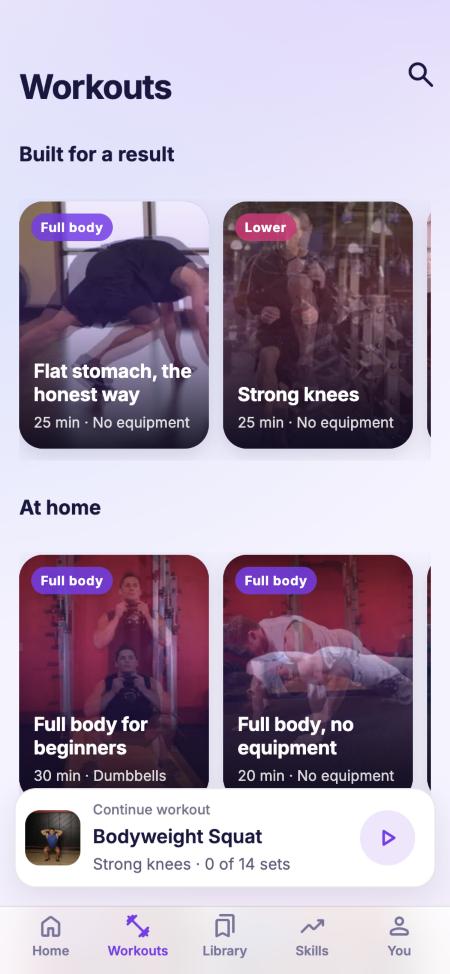 Workouts
Built for a result
Full body
Lower
Flat stomach, the
honest way
25 min · No equipment
Strong knees
25 min · No equipment
At home
Full body
Full body
Full body for
beginners
30 min · Dumbbells
Full body, no
equipment
20 min · No equipment
Continue workout
Bodyweight Squat
Strong knees · 0 of 14 sets
Home
Workouts
Library
Skills
You